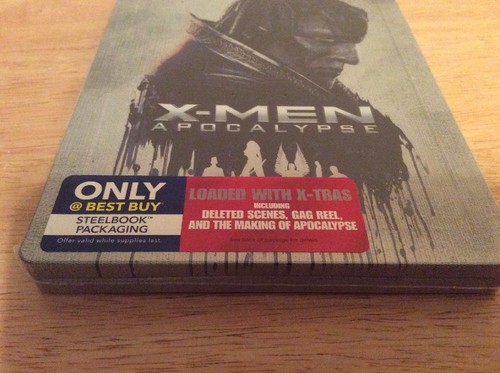 X-MEN
APOCALYPSE
ONLY
@ BEST BUY
STEELBOOK™
PACKAGING
Offer valid while supplies last.
LOADED WITH X-TRAS
INCLUDING
DELETED SCENES, GAG REEL,
AND THE MAKING OF APOCALYPSE